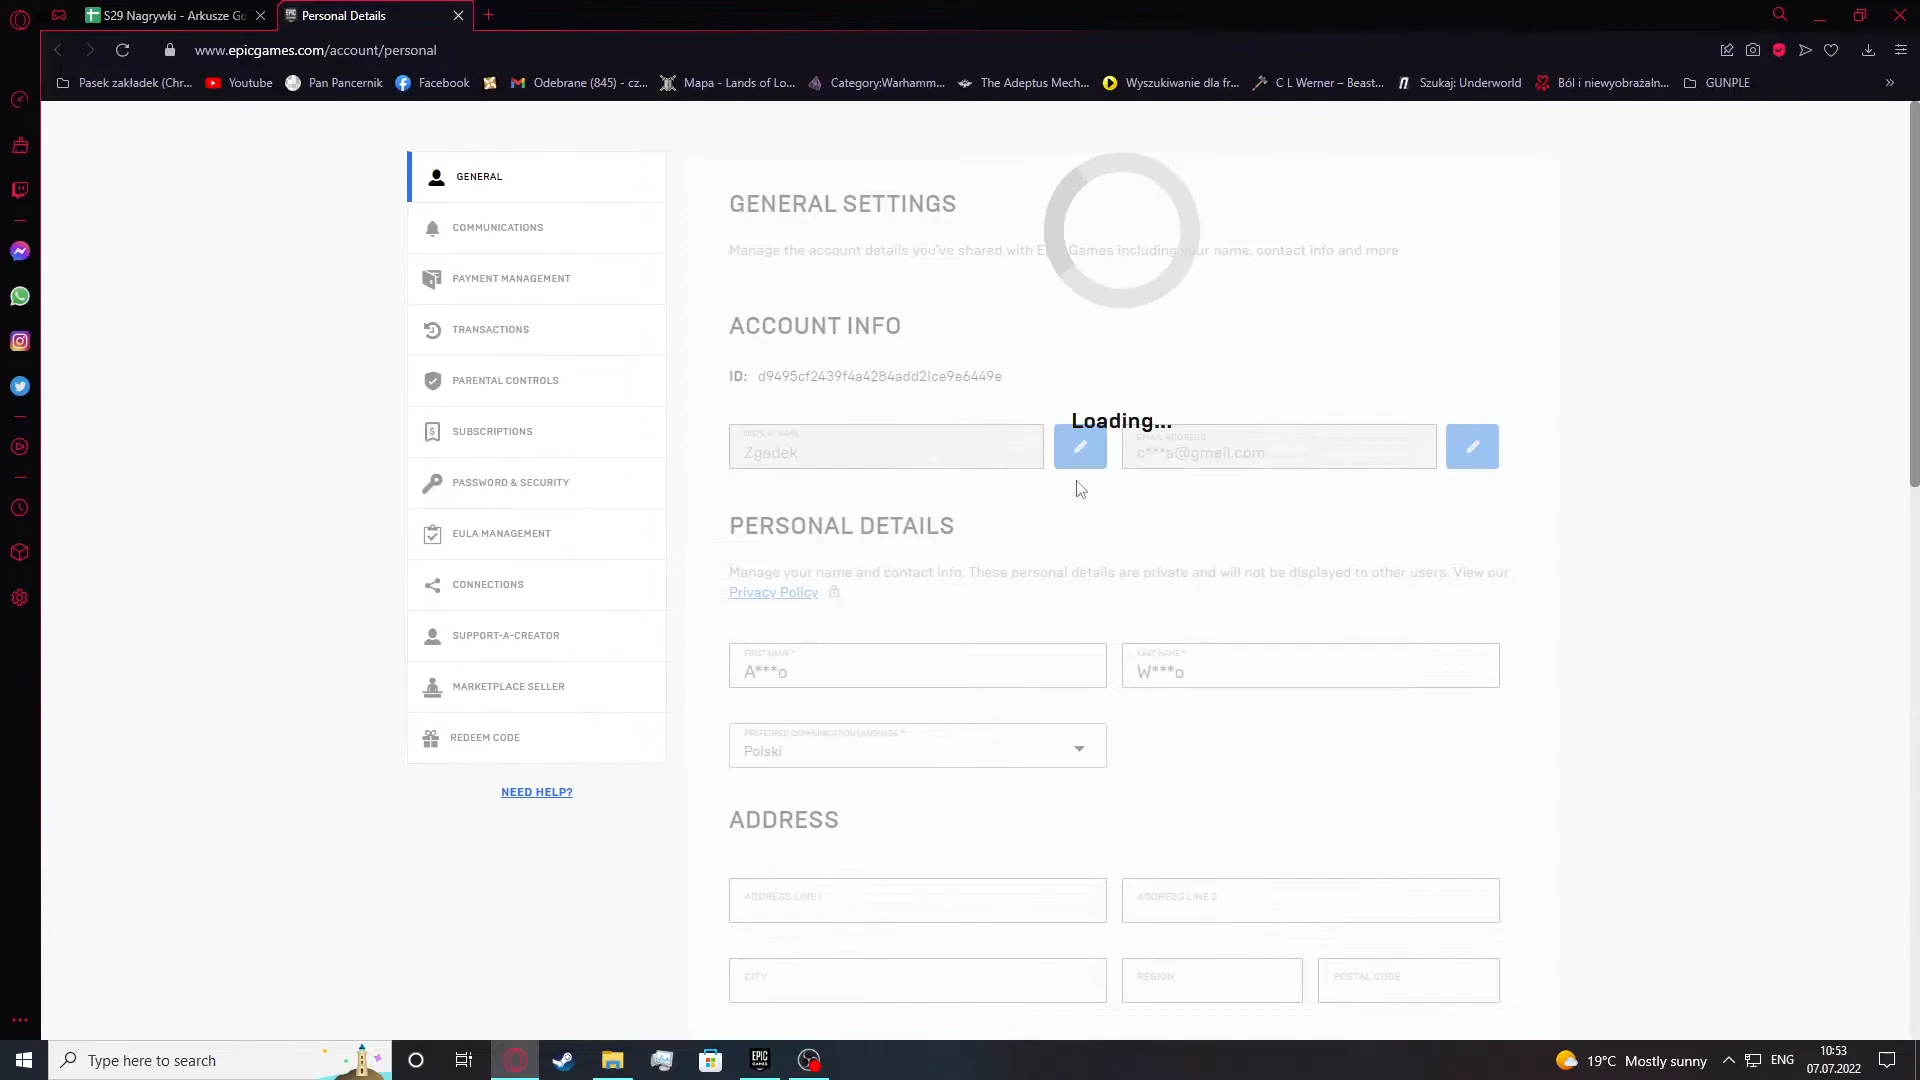 S29 Nagrywki - Arkusze Go
Personal Details
www.epicgames.com/account/personal
Pasek zakładek (Chr...
Youtube
Pan Pancernik
Facebook
Odebrane (845) - cz...
Mapa - Lands of Lo...
Category:Warhamm...
The Adeptus Mech...
Wyszukiwanie dla fr...
C L Werner – Beast...
Szukaj: Underworld
Ból i niewyobrażaln...
GUNPLE
GENERAL
COMMUNICATIONS
PAYMENT MANAGEMENT
TRANSACTIONS
PARENTAL CONTROLS
SUBSCRIPTIONS
PASSWORD & SECURITY
EULA MANAGEMENT
CONNECTIONS
SUPPORT-A-CREATOR
MARKETPLACE SELLER
REDEEM CODE
NEED HELP?
GENERAL SETTINGS
Manage the account details you've shared with Epic Games including your name, contact info and more
ACCOUNT INFO
ID: d9495cf2439f4a4284add21ce9e6449e
Loading...
DISPLAY NAME
Zgadek
EMAIL ADDRESS
c***s@gmail.com
PERSONAL DETAILS
Manage your name and contact info. These personal details are private and will not be displayed to other users. View our
Privacy Policy
FIRST NAME *
A***o
LAST NAME *
W***o
PREFERRED COMMUNICATION LANGUAGE *
Polski
ADDRESS
ADDRESS LINE 1
ADDRESS LINE 2
CITY
REGION
POSTAL CODE
Type here to search
EPIC GAMES
19°C Mostly sunny
ENG
10:53
07.07.2022